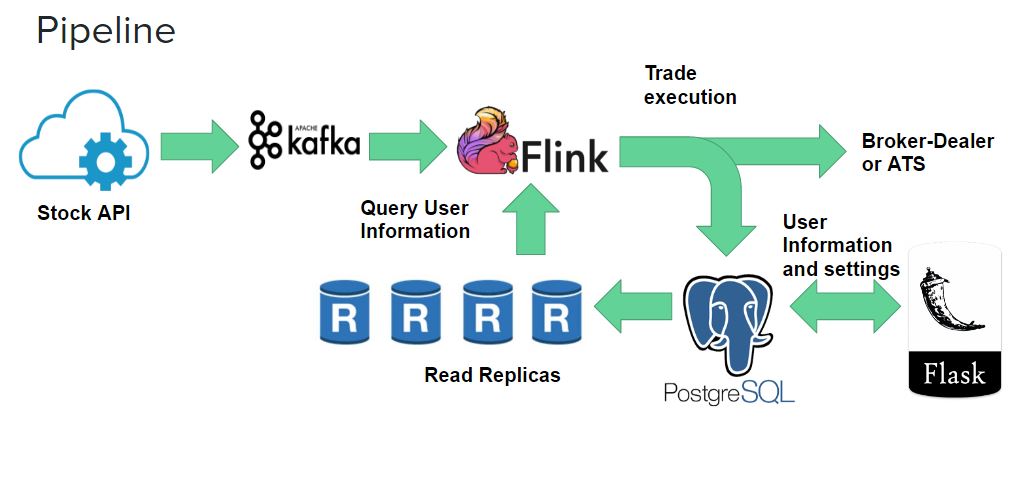 Pipeline
Trade
execution
APACHE
kafka
Flink
Broker-Dealer
or ATS
Stock API
Query User
Information
User
Information
and settings
R R R R
Flask
Read Replicas
PostgreSQL